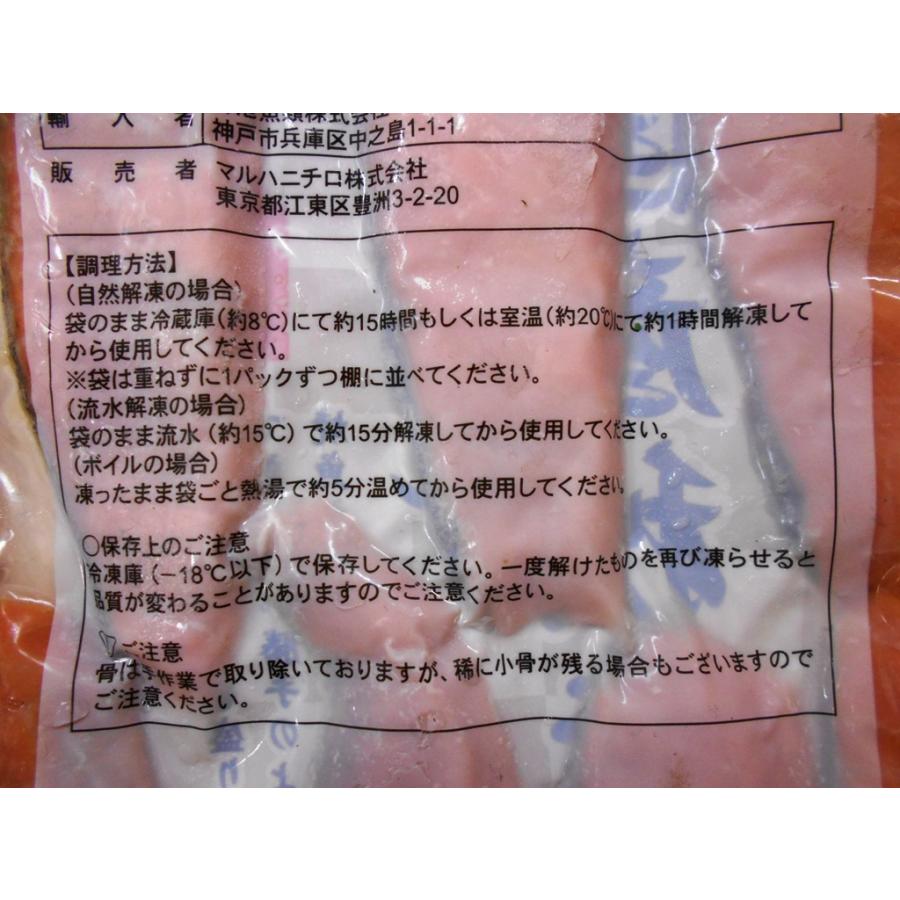 輸入者
魚類株式会社
神戸市兵庫区中之島1-1-1
販売者 マルハニチロ株式会社
東京都江東区豊洲3-2-20
【調理方法】
(自然解凍の場合)
袋のまま冷蔵庫(約8℃)にて約15時間もしくは室温(約20℃)にて約1時間解凍して
から使用してください。
※袋は重ねずに1パックずつ棚に並べてください。
(流水解凍の場合)
袋のまま流水(約15℃)で約15分解凍してから使用してください。
(ボイルの場合)
凍ったまま袋ごと熱湯で約5分温めてから使用してください。
○保存上のご注意
冷凍庫(－18℃以下)で保存してください。一度解けたものを再び凍らせると
品質が変わることがありますのでご注意ください。
ご注意
骨は手作業で取り除いておりますが、稀に小骨が残る場合もございますので
ご注意ください。